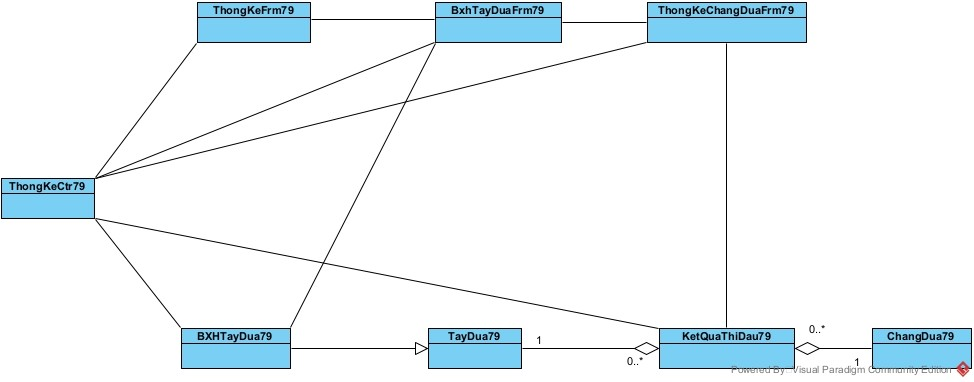 ThongKeFrm79
BxhTayDuaFrm79
ThongKeChangDuaFrm79
ThongKeCtr79
BXHTayDua79
TayDua79
1
0..*
KetQuaThiDau79
0..*
1
ChangDua79
Powered By: Visual Paradigm Community Edition